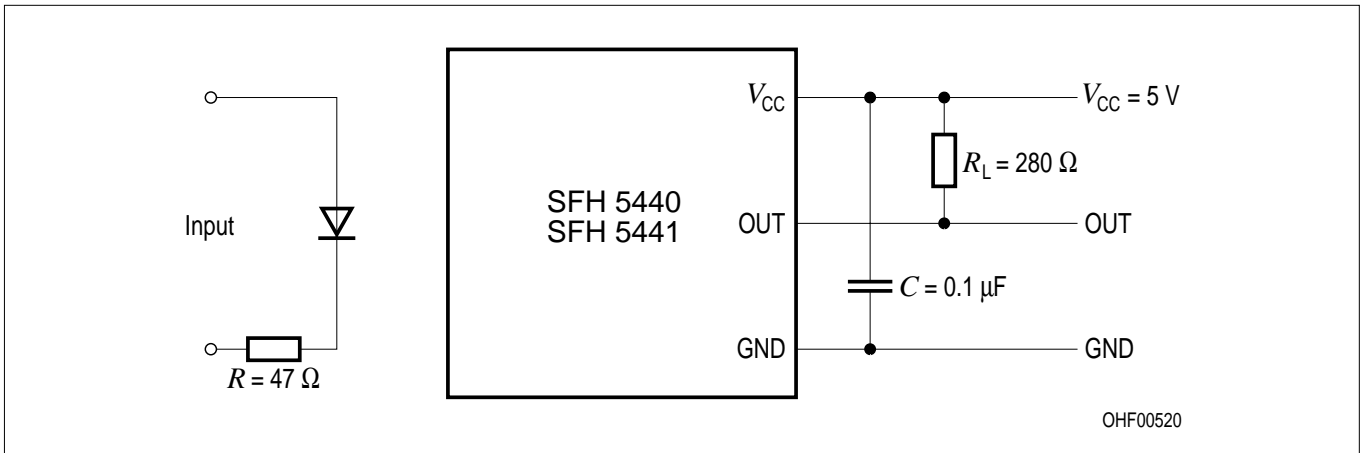 V_CC
V_CC = 5 V
R_L = 280 Ω
SFH 5440
SFH 5441
Input
OUT
OUT
C = 0.1 µF
GND
GND
R = 47 Ω
OHF00520